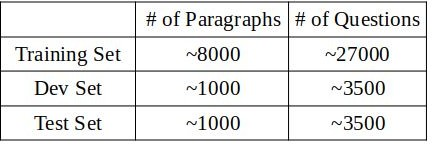 # of Paragraphs # of Questions
Training Set ~8000 ~27000
Dev Set ~1000 ~3500
Test Set ~1000 ~3500